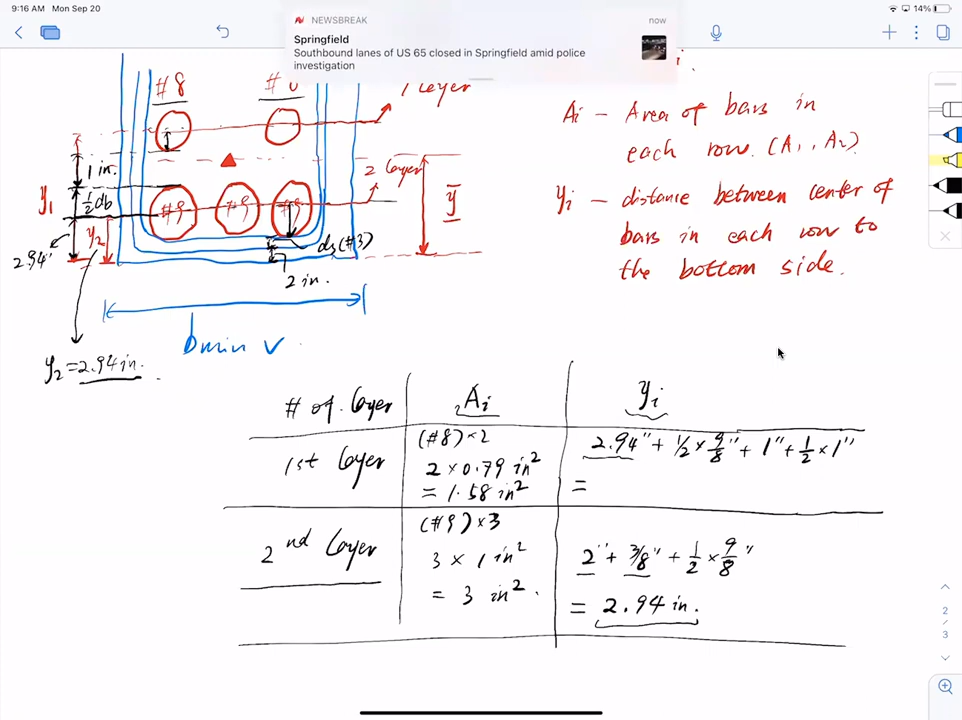 9:16 AM Mon Sep 20
14%
NEWSBREAK
now
Springfield
Southbound lanes of US 65 closed in Springfield amid police
investigation
i.
#8
1 layer
Ai - Area of bars in
each row. (A1, A2)
1 in.
2 layer
y1
1/2 db
ȳ
yi - distance between center of
bars in each row to
the bottom side.
#9 #9 #9
y2
2.94"
ds (#3)
2 in.
bmin v
y2 = 2.94 in.
# of. layer Ai yi
1st layer
(#8) × 2
2 × 0.79 in²
= 1.58 in²
2.94" + 1/2 × 9/8" + 1" + 1/2 × 1"
=
2nd layer
(#9) × 3
3 × 1 in²
= 3 in².
2" + 3/8" + 1/2 × 9/8"
= 2.94 in.
2
/
3